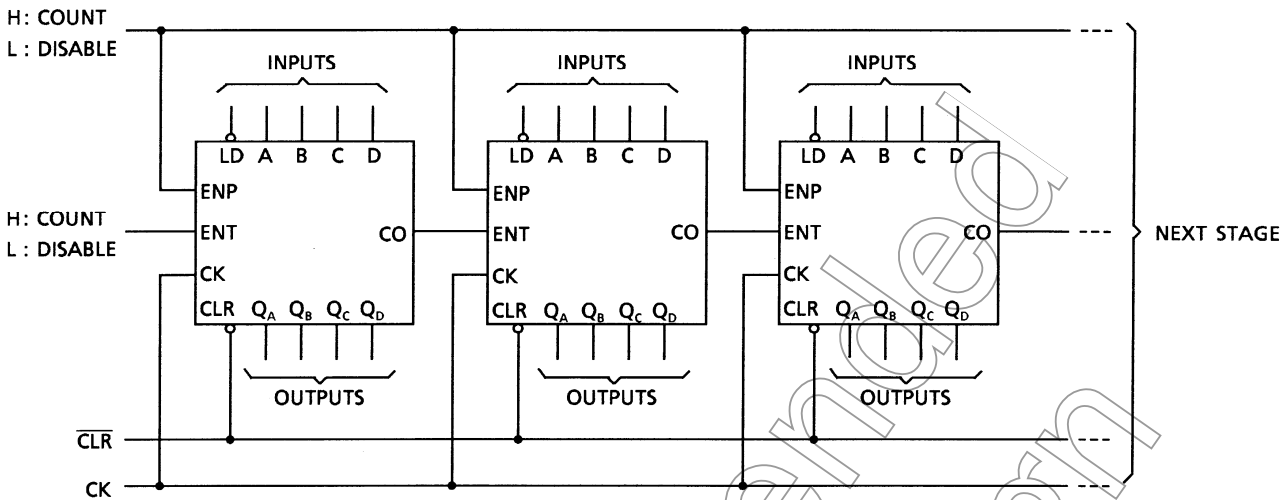 H: COUNT
L: DISABLE
INPUTS INPUTS INPUTS
LD A B C D LD A B C D LD A B C D
ENP ENP ENP
H: COUNT
L: DISABLE
ENT CO ENT CO ENT CO NEXT STAGE
CK CK CK
CLR QA QB QC QD CLR QA QB QC QD CLR QA QB QC QD
OUTPUTS OUTPUTS OUTPUTS
CLR
CK